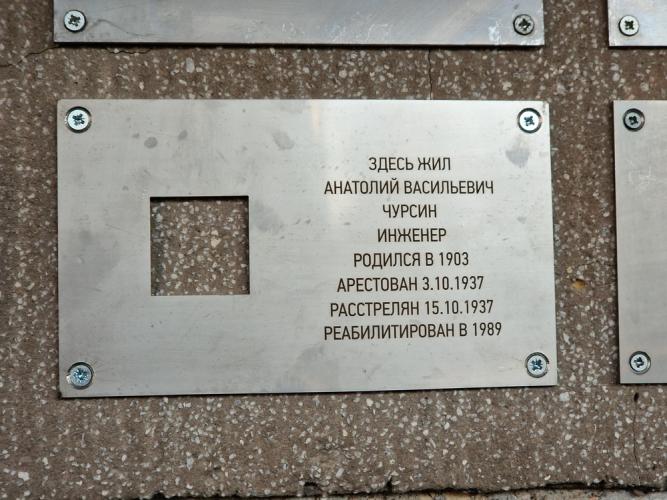 ЗДЕСЬ ЖИЛ
АНАТОЛИЙ ВАСИЛЬЕВИЧ
ЧУРСИН
ИНЖЕНЕР
РОДИЛСЯ В 1903
АРЕСТОВАН 3.10.1937
РАССТРЕЛЯН 15.10.1937
РЕАБИЛИТИРОВАН В 1989